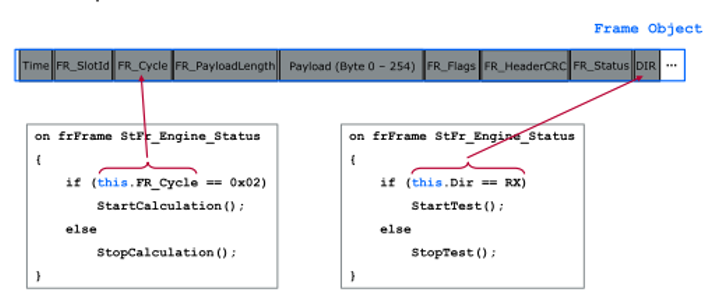 Frame Object
Time FR_SlotId FR_Cycle FR_PayloadLength Payload (Byte 0 – 254) FR_Flags FR_HeaderCRC FR_Status DIR ...
on frFrame StFr_Engine_Status
{
if (this.FR_Cycle == 0x02)
StartCalculation();
else
StopCalculation();
}
on frFrame StFr_Engine_Status
{
if (this.Dir == RX)
StartTest();
else
StopTest();
}